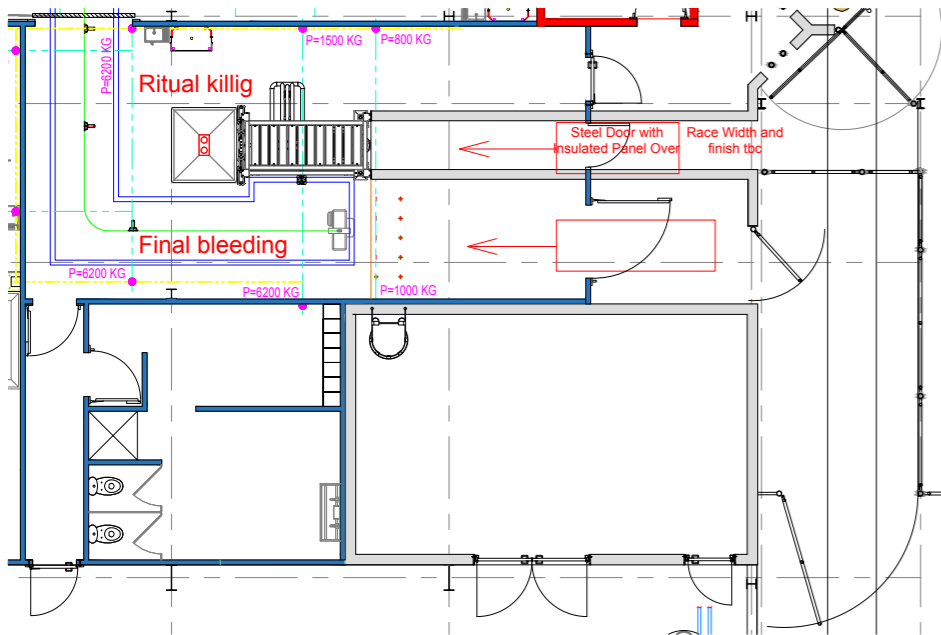 P=1500 KG
P=800 KG
P=6200 KG
Ritual killig
Steel Door with
Insulated Panel Over
Race Width and
finish tbc
Final bleeding
P=6200 KG
P=6200 KG
P=1000 KG